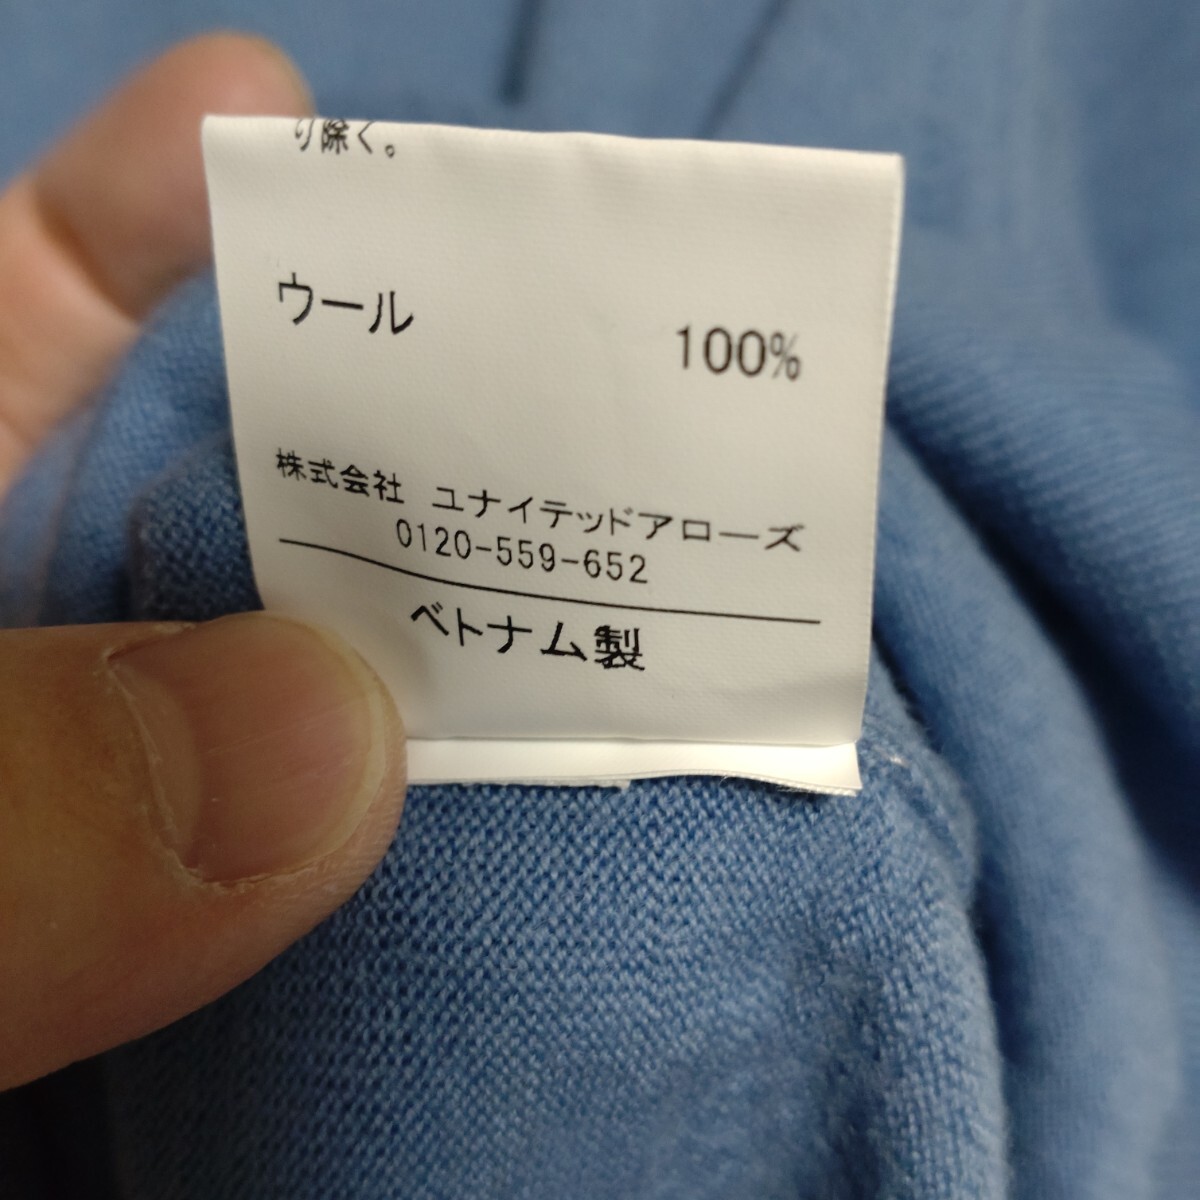 り除く。
ウール 100%
株式会社 ユナイテッドアローズ
0120-559-652
ベトナム製